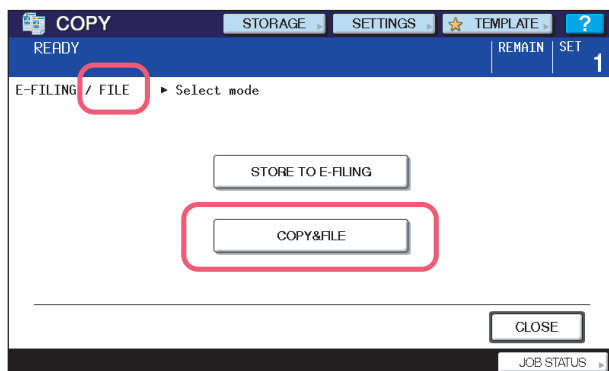 COPY STORAGE SETTINGS TEMPLATE ?
READY REMAIN SET 1
E-FILING / FILE ▶ Select mode
STORE TO E-FILING
COPY&FILE
CLOSE
JOB STATUS